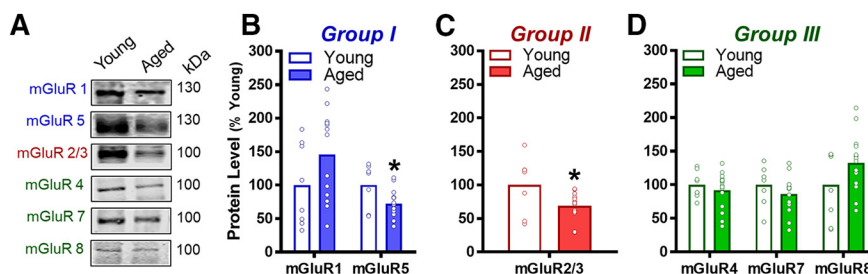 A
Young Aged kDa
mGluR 1 130
mGluR 5 130
mGluR 2/3 100
mGluR 4 100
mGluR 7 100
mGluR 8 100
B
Group I
Protein Level (% Young)
300
250
200
150
100
50
0
Young
Aged
*
mGluR1 mGluR5
C
Group II
300
250
200
150
100
50
0
Young
Aged
*
mGluR2/3
D
Group III
300
250
200
150
100
50
0
Young
Aged
mGluR4 mGluR7 mGluR8